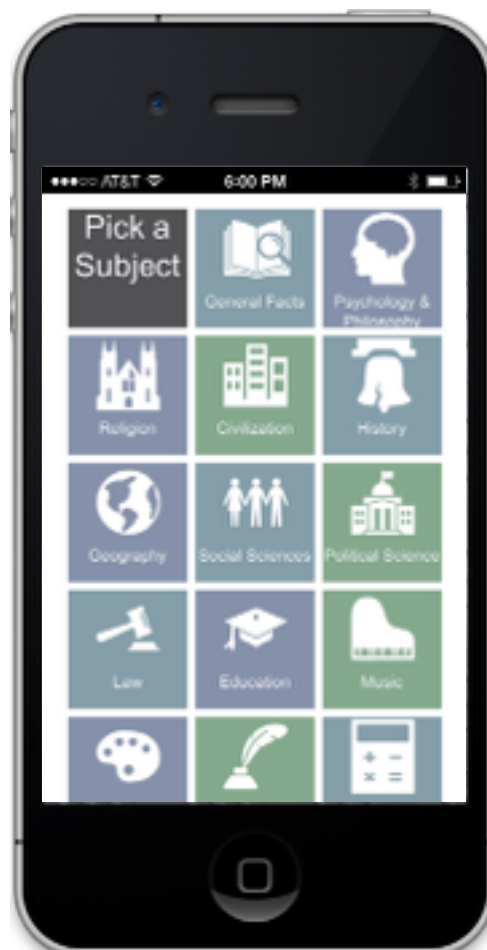 AT&T 6:00 PM
Pick a
Subject
General Facts
Psychology &
Philosophy
Religion
Civilization
History
Geography
Social Sciences
Political Science
Law
Education
Music